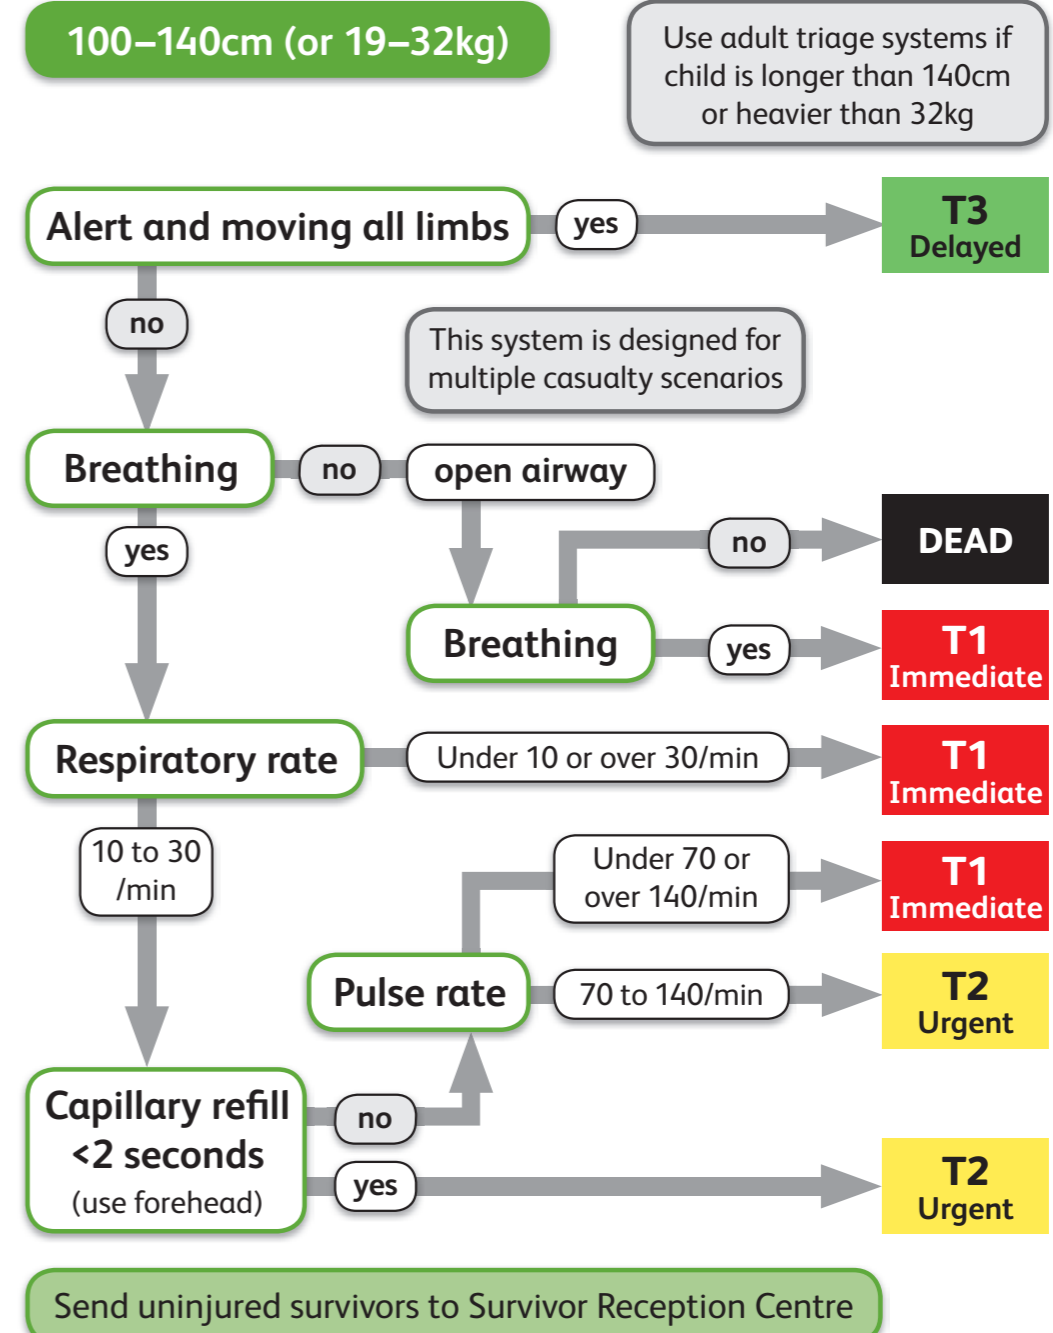 100–140cm (or 19–32kg)
Use adult triage systems if
child is longer than 140cm
or heavier than 32kg
Alert and moving all limbs
yes
T3
Delayed
no
This system is designed for
multiple casualty scenarios
Breathing
no
open airway
yes
no
DEAD
Breathing
yes
T1
Immediate
Respiratory rate
Under 10 or over 30/min
T1
Immediate
10 to 30
/min
Under 70 or
over 140/min
T1
Immediate
Pulse rate
70 to 140/min
T2
Urgent
Capillary refill
<2 seconds
(use forehead)
no
yes
T2
Urgent
Send uninjured survivors to Survivor Reception Centre